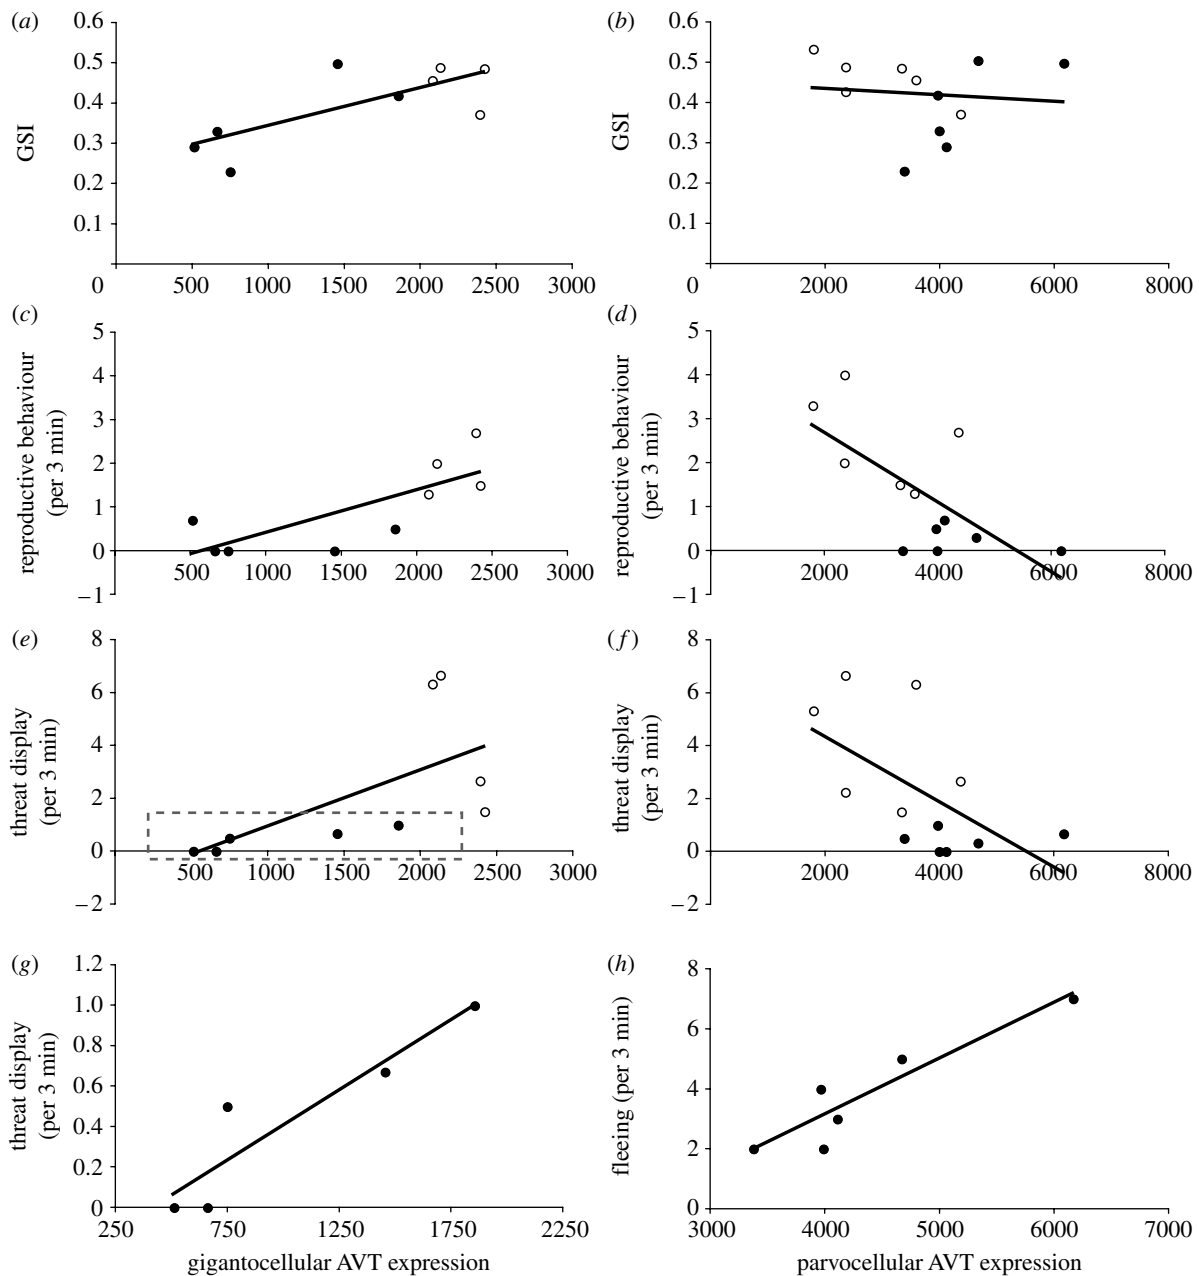 (a)
0.6
0.5
0.4
0.3
0.2
0.1
0
GSI
500 1000 1500 2000 2500 3000
(b)
0.6
0.5
0.4
0.3
0.2
0.1
0
GSI
2000 4000 6000 8000
(c)
5
4
3
2
1
0
–1
reproductive behaviour
(per 3 min)
500 1000 1500 2000 2500 3000
(d)
5
4
3
2
1
0
–1
reproductive behaviour
(per 3 min)
2000 4000 6000 8000
(e)
8
6
4
2
0
–2
threat display
(per 3 min)
500 1000 1500 2000 2500 3000
(f)
8
6
4
2
0
–2
threat display
(per 3 min)
2000 4000 6000 8000
(g)
1.2
1.0
0.8
0.6
0.4
0.2
0
threat display
(per 3 min)
250 750 1250 1750 2250
gigantocellular AVT expression
(h)
8
6
4
2
0
fleeing (per 3 min)
3000 4000 5000 6000 7000
parvocellular AVT expression